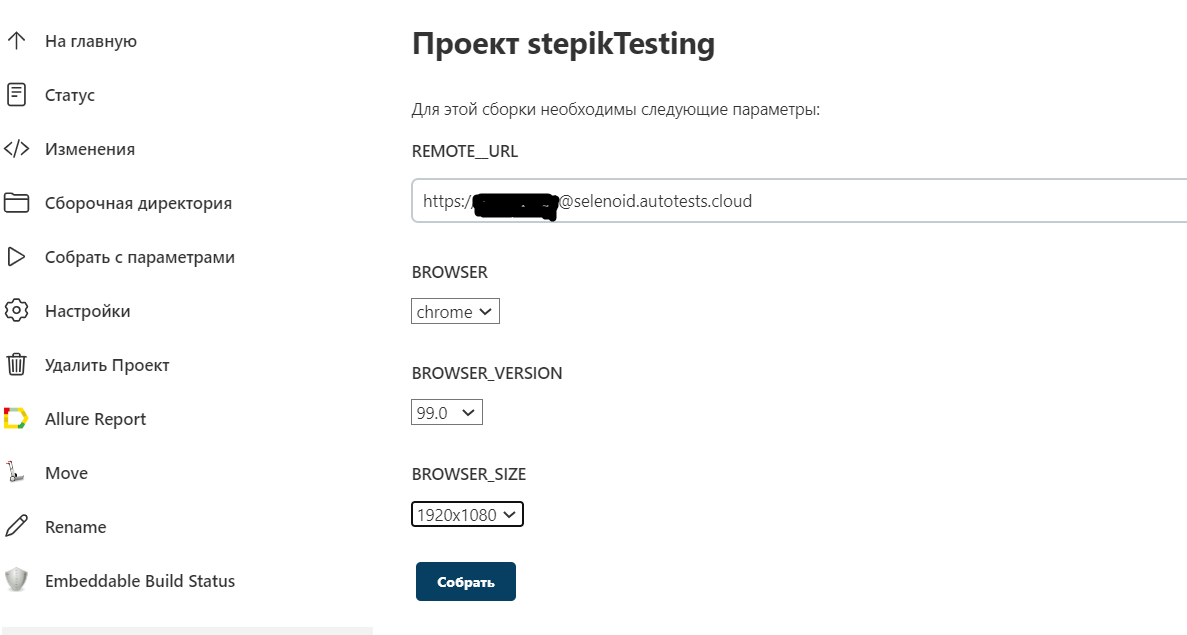 На главную
Статус
Изменения
Сборочная директория
Собрать с параметрами
Настройки
Удалить Проект
Allure Report
Move
Rename
Embeddable Build Status
Проект stepikTesting
Для этой сборки необходимы следующие параметры:
REMOTE__URL
https:/ @selenoid.autotests.cloud
BROWSER
chrome
BROWSER_VERSION
99.0
BROWSER_SIZE
1920x1080
Собрать